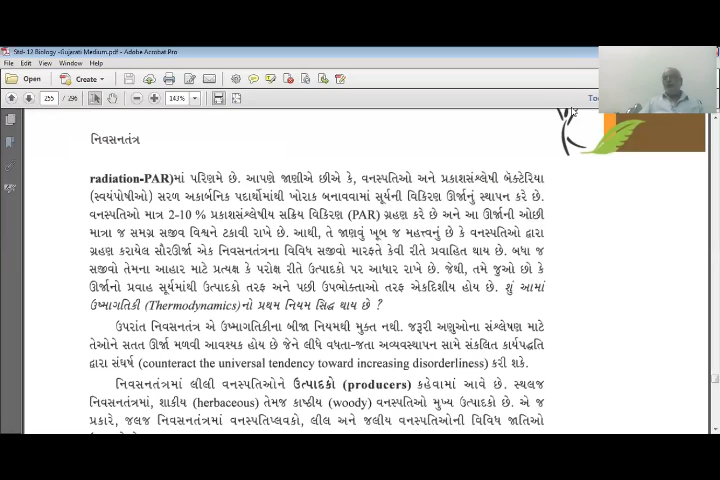 Std- 12 Biology -Gujarati Medium.pdf - Adobe Acrobat Pro
File Edit View Window Help
Open Create
255 / 296 143%
નિવસનતંત્ર
radiation-PAR)માં પરિણમે છે. આપણે જાણીએ છીએ કે, વનસ્પતિઓ અને પ્રકાશસંશ્લેષી બૅક્ટેરિયા
(સ્વયંપોષીઓ) સરળ અકાર્બનિક પદાર્થોમાંથી ખોરાક બનાવવામાં સૂર્યની વિકિરણ ઊર્જાનું સ્થાપન કરે છે.
વનસ્પતિઓ માત્ર 2-10 % પ્રકાશસંશ્લેષીય સક્રિય વિકિરણ (PAR) ગ્રહણ કરે છે અને આ ઊર્જાની ઓછી
માત્રા જ સમગ્ર સજીવ વિશ્વને ટકાવી રાખે છે. આથી, તે જાણવું ખૂબ જ મહત્ત્વનું છે કે વનસ્પતિઓ દ્વારા
ગ્રહણ કરાયેલ સૌરઊર્જા એક નિવસનતંત્રના વિવિધ સજીવો મારફતે કેવી રીતે પ્રવાહિત થાય છે. બધા જ
સજીવો તેમના આહાર માટે પ્રત્યક્ષ કે પરોક્ષ રીતે ઉત્પાદકો પર આધાર રાખે છે. જેથી, તમે જુઓ છો કે
ઊર્જાનો પ્રવાહ સૂર્યમાંથી ઉત્પાદકો તરફ અને પછી ઉપભોક્તાઓ તરફ એકદિશીય હોય છે. શું આમાં
ઉષ્માગતિકી (Thermodynamics)નો પ્રથમ નિયમ સિદ્ધ થાય છે ?
ઉપરાંત નિવસનતંત્ર એ ઉષ્માગતિકીના બીજા નિયમથી મુક્ત નથી. જરૂરી અણુઓના સંશ્લેષણ માટે
તેઓને સતત ઊર્જા મળવી આવશ્યક હોય છે જેને લીધે વધતા-જતા અવ્યવસ્થાપન સામે સંકલિત કાર્યપદ્ધતિ
દ્વારા સંઘર્ષ (counteract the universal tendency toward increasing disorderliness) કરી શકે.
નિવસનતંત્રમાં લીલી વનસ્પતિઓને ઉત્પાદકો (producers) કહેવામાં આવે છે. સ્થલજ
નિવસનતંત્રમાં, શાકીય (herbaceous) તેમજ કાષ્ઠીય (woody) વનસ્પતિઓ મુખ્ય ઉત્પાદકો છે. એ જ
પ્રકારે, જલજ નિવસનતંત્રમાં વનસ્પતિપ્લવકો, લીલ અને જલીય વનસ્પતિઓની વિવિધ જાતિઓ